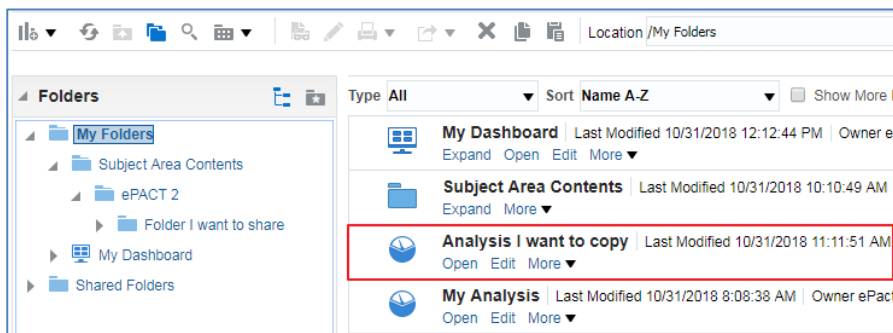 Location /My Folders
Folders
Type All Sort Name A-Z Show More
My Folders
Subject Area Contents
ePACT 2
Folder I want to share
My Dashboard
Shared Folders
My Dashboard Last Modified 10/31/2018 12:12:44 PM Owner e
Expand Open Edit More
Subject Area Contents Last Modified 10/31/2018 10:10:49 AM
Expand More
Analysis I want to copy Last Modified 10/31/2018 11:11:51 AM
Open Edit More
My Analysis Last Modified 10/31/2018 8:08:38 AM Owner ePact
Open Edit More